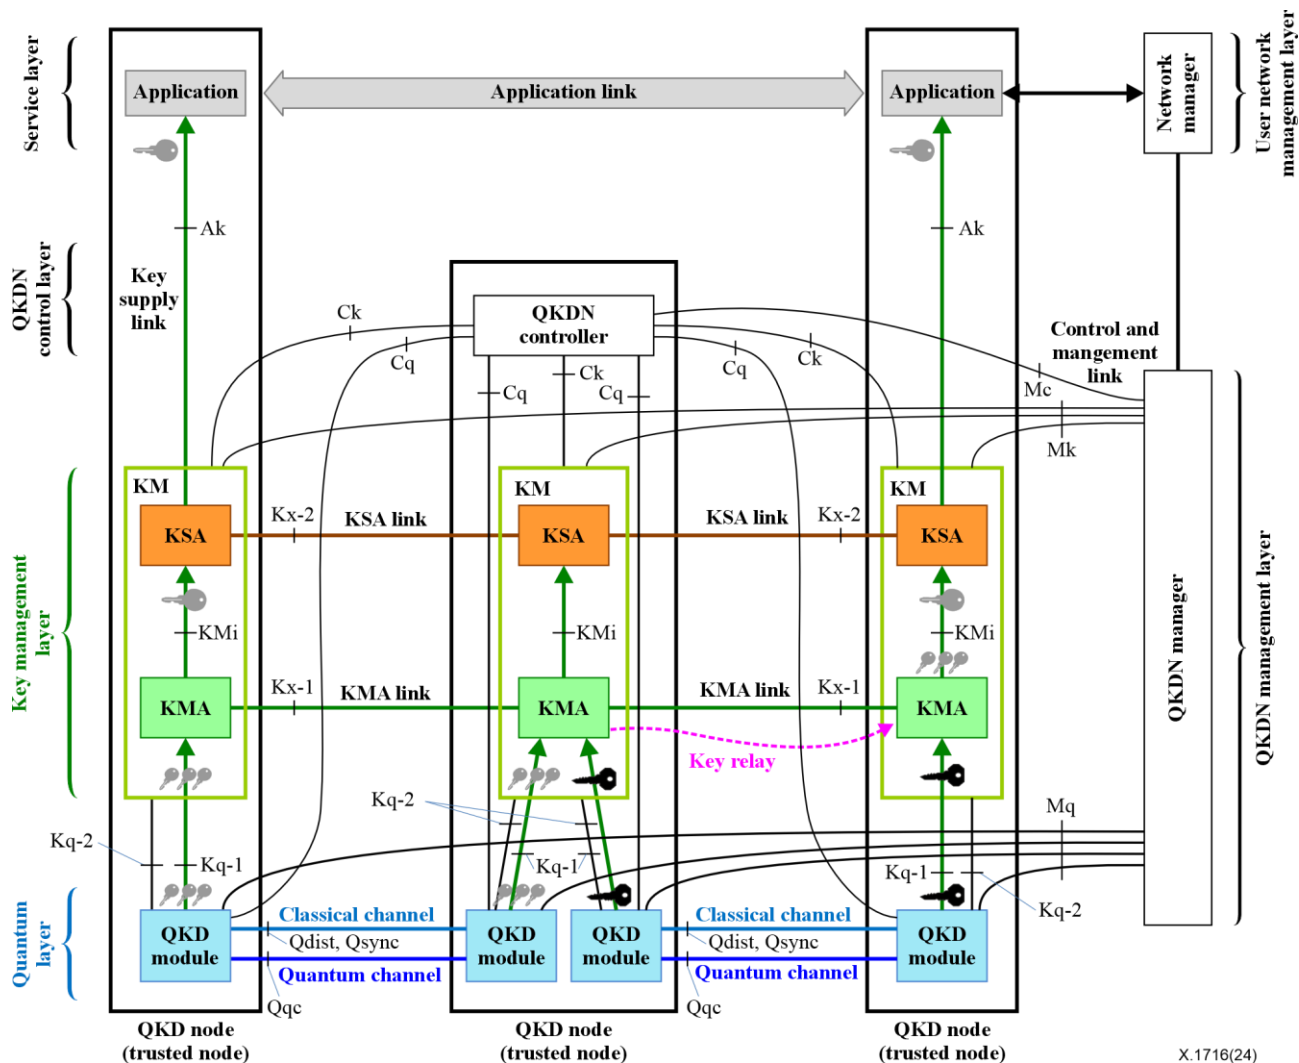 Service layer
Application
Application link
Application
Network
manager
User network
management layer
Ak
Ak
QKDN
control layer
Key
supply
link
QKDN
controller
Ck
Cq
Cq
Ck
Cq
Cq
Ck
Control and
mangement
link
Mc
Mk
KM
KM
KM
Kx-2
KSA link
KSA link
Kx-2
KSA
KSA
KSA
Key management
layer
KMi
KMi
KMi
QKDN manager
QKDN management layer
Kx-1
KMA link
KMA link
Kx-1
KMA
KMA
KMA
Key relay
Kq-2
Kq-1
Kq-2
Kq-1
Kq-1
Kq-2
Mq
Quantum
layer
QKD
module
Classical channel
Qdist, Qsync
Quantum channel
Qqc
QKD
module
QKD
module
Classical channel
Qdist, Qsync
Quantum channel
Qqc
QKD
module
QKD node
(trusted node)
QKD node
(trusted node)
QKD node
(trusted node)
X.1716(24)